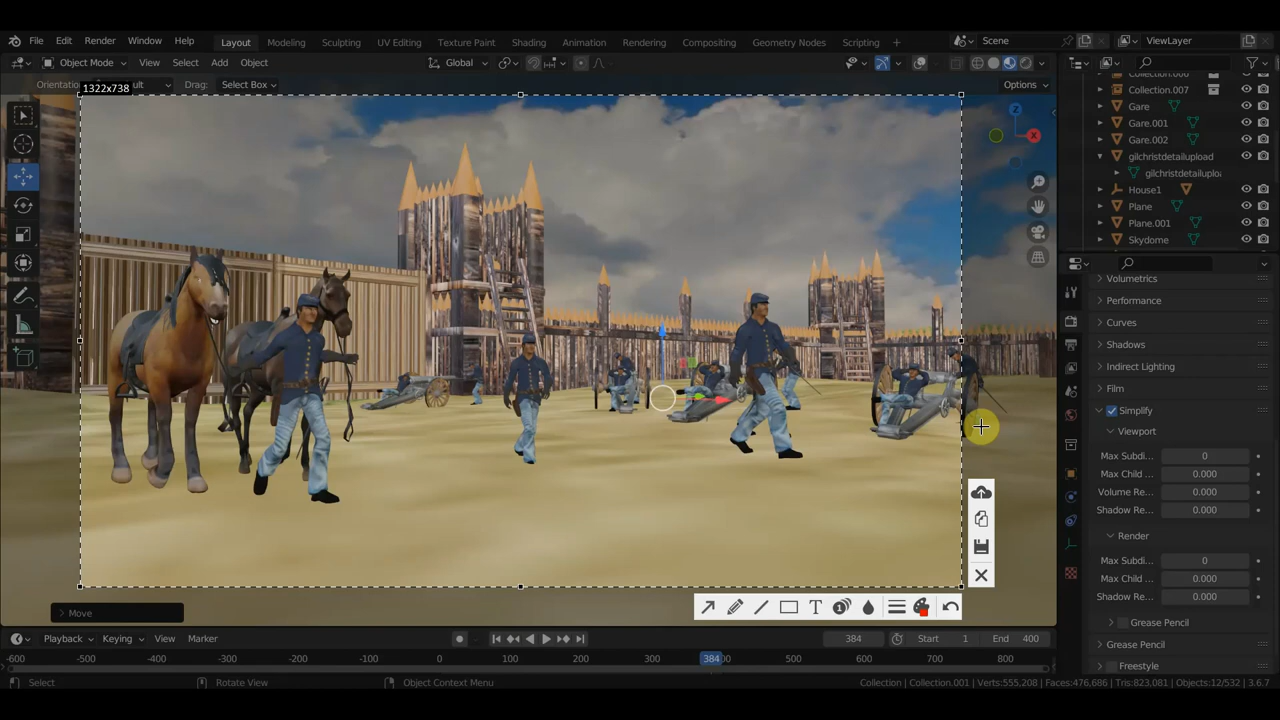 File Edit Render Window Help Layout Modeling Sculpting UV Editing Texture Paint Shading Animation Rendering Compositing Geometry Nodes Scripting + Scene ViewLayer
Object Mode View Select Add Object Global
Drag: Select Box Options
1322x738
Collection.007
Gare
Gare.001
Gare.002
gilchristdetailupload
gilchristdetailuploa
House1
Plane
Plane.001
Skydome
Volumetrics
Performance
Curves
Shadows
Indirect Lighting
Film
Simplify
Viewport
Max Subdi... 0
Max Child ... 0.000
Volume Re... 0.000
Shadow Re... 0.000
Render
Max Subdi... 0
Max Child ... 0.000
Shadow Re... 0.000
Grease Pencil
Grease Pencil
Freestyle
X
Z
T 1
Move
Playback Keying View Marker 384 Start 1 End 400
-600 -500 -400 -300 -200 -100 0 100 200 300 384 500 600 700 800
Select Rotate View Object Context Menu Collection | Collection.001 | Verts:555,208 | Faces:476,686 | Tris:823,081 | Objects:12/532 | 3.6.7